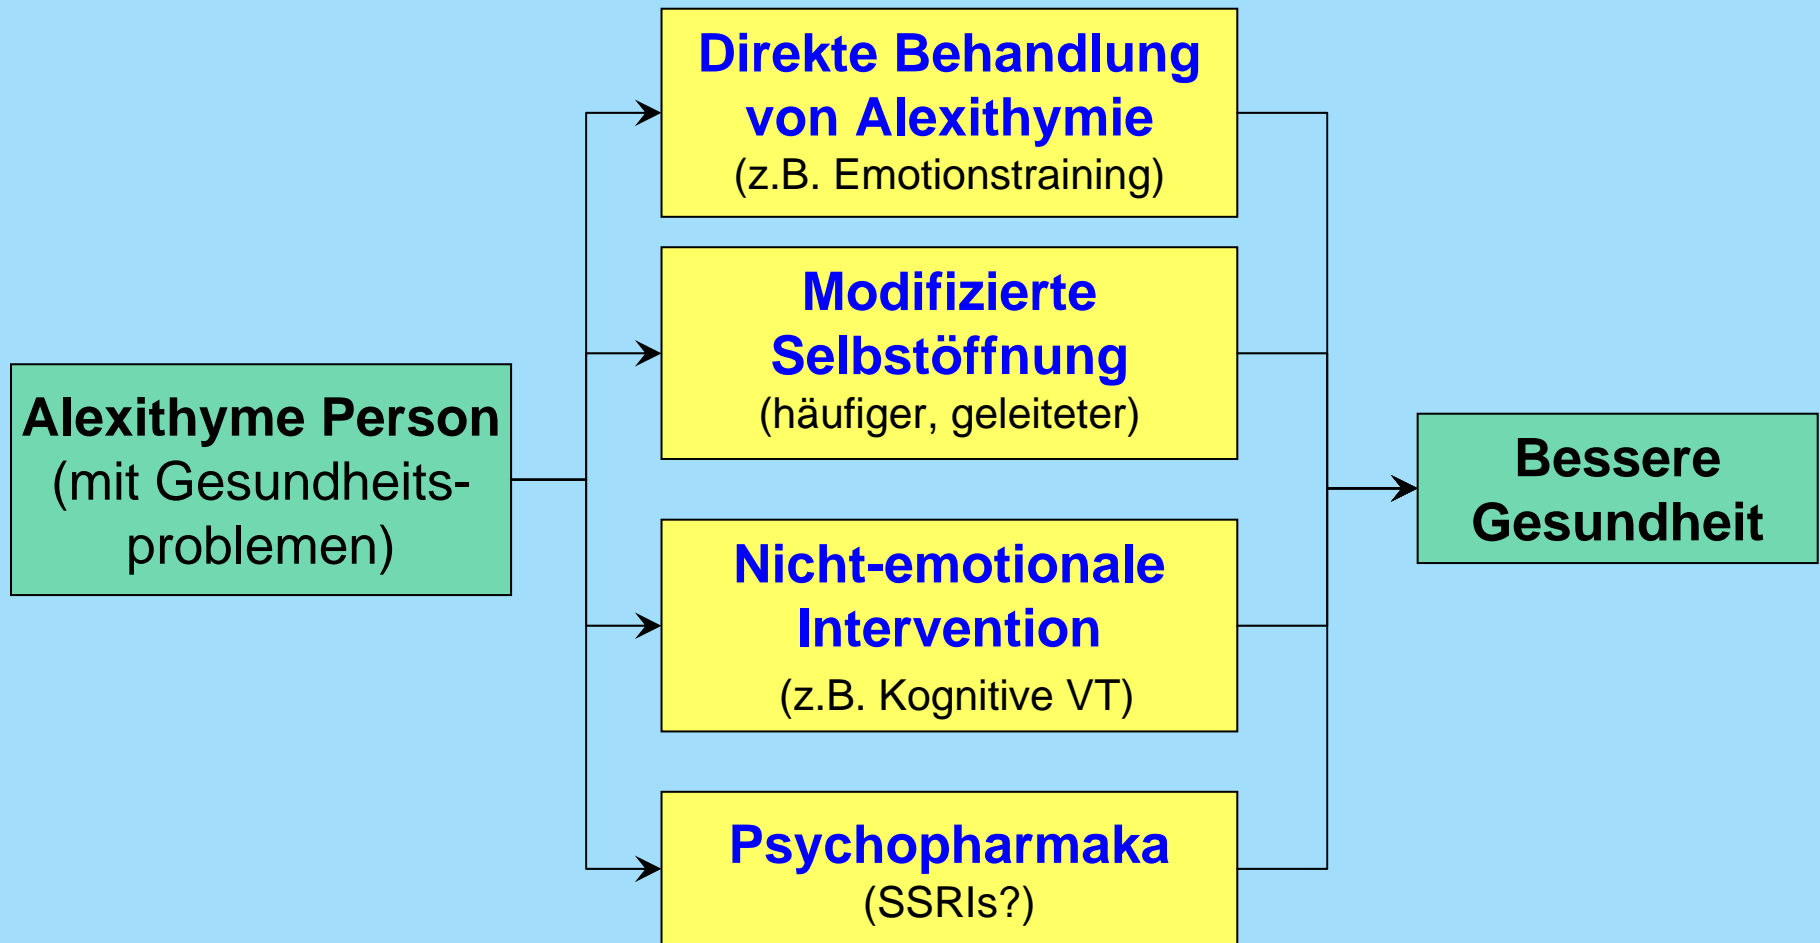 Direkte Behandlung
von Alexithymie
(z.B. Emotionstraining)
Modifizierte
Selbstöffnung
(häufiger, geleiteter)
Alexithyme Person
(mit Gesundheits-
problemen)
Bessere
Gesundheit
Nicht-emotionale
Intervention
(z.B. Kognitive VT)
Psychopharmaka
(SSRIs?)